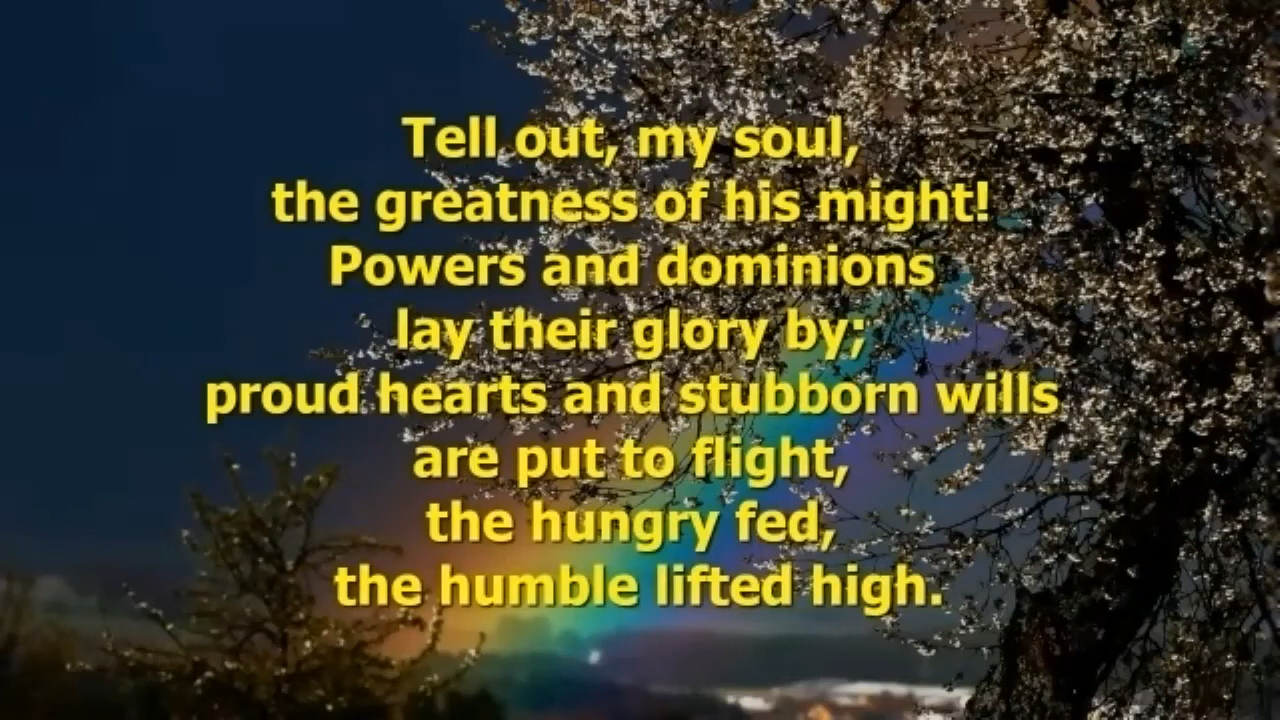 Tell out, my soul,
the greatness of his might!
Powers and dominions
lay their glory by;
proud hearts and stubborn wills
are put to flight,
the hungry fed,
the humble lifted high.